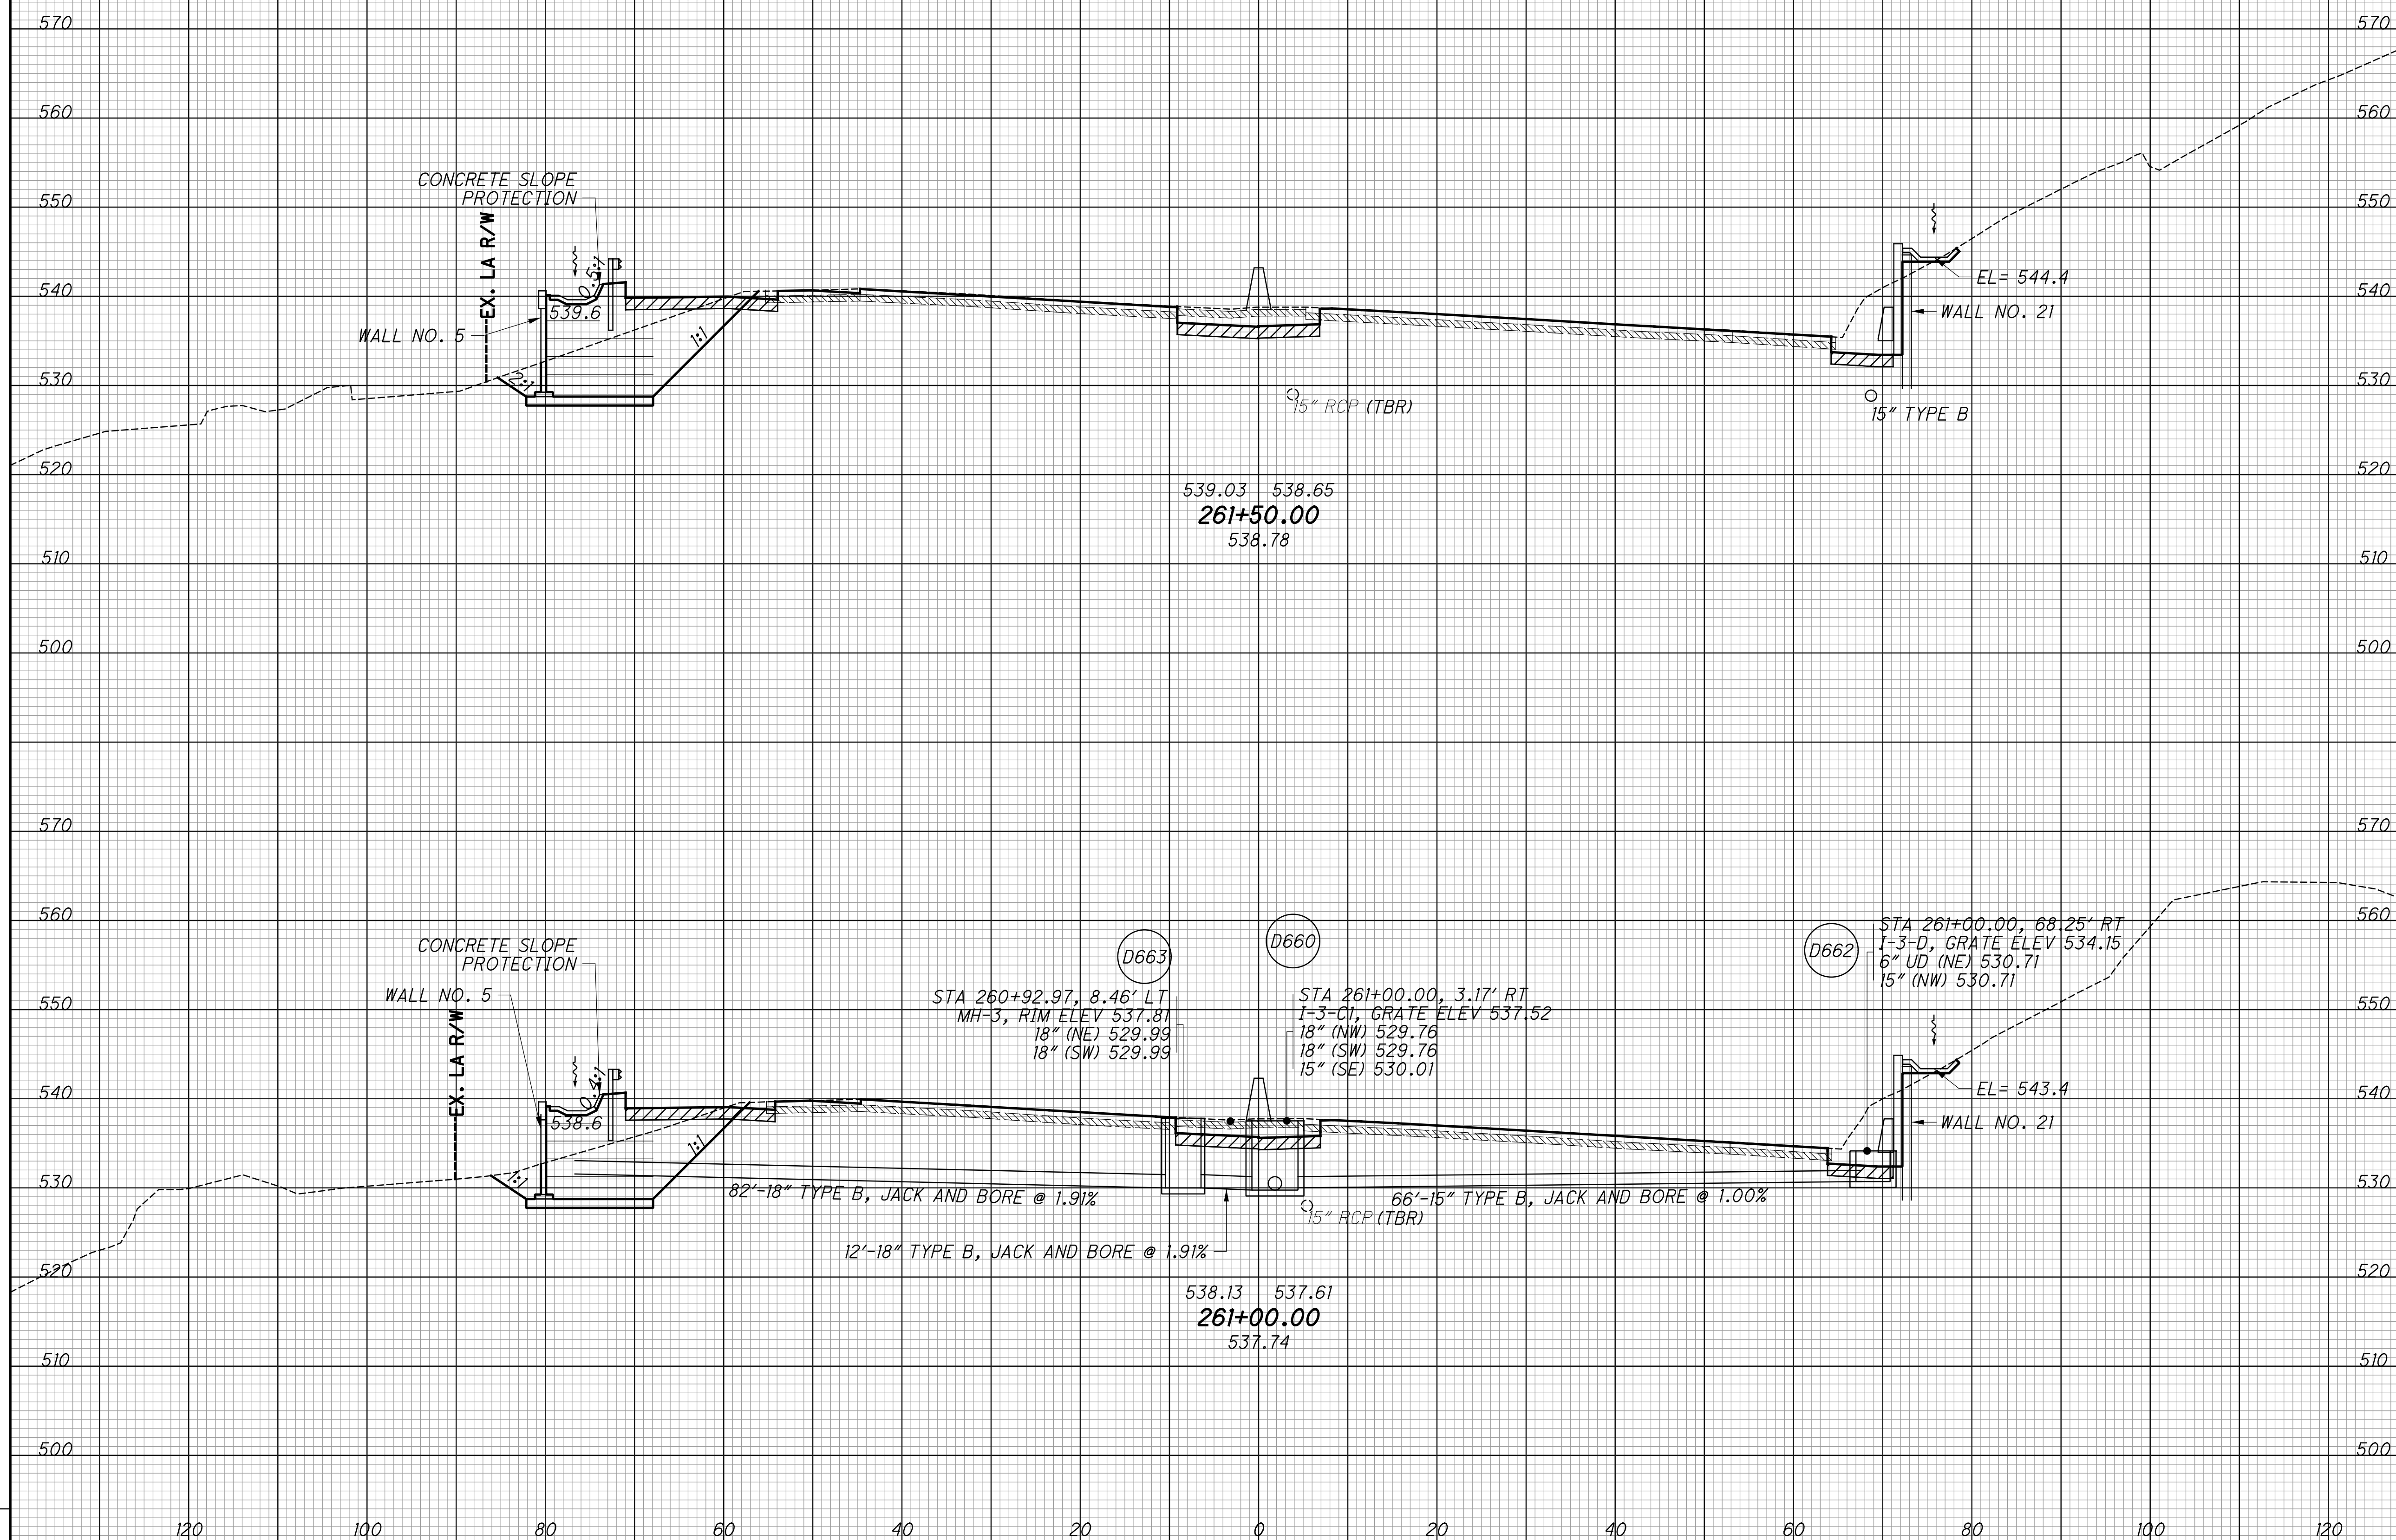 570 570
560 560
CONCRETE SLOPE
PROTECTION
550 550
EX. LA R/W
0.5:1
EL= 544.4
540 540
539.6
WALL NO. 21
WALL NO. 5
1:1
2:1
530 530
15" RCP (TBR)
15" TYPE B
520 520
539.03 538.65
261+50.00
538.78
510 510
500 500
570 570
560 560
CONCRETE SLOPE
PROTECTION
D663
D660
D662
STA 261+00.00, 68.25' RT
I-3-D, GRATE ELEV 534.15
6" UD (NE) 530.71
15" (NW) 530.71
WALL NO. 5
STA 260+92.97, 8.46' LT
MH-3, RIM ELEV 537.81
18" (NE) 529.99
18" (SW) 529.99
STA 261+00.00, 3.17' RT
I-3-C1, GRATE ELEV 537.52
18" (NW) 529.76
18" (SW) 529.76
15" (SE) 530.01
550 550
EX. LA R/W
0.4:1
EL= 543.4
540 540
538.6
WALL NO. 21
1:1
530 530
82'-18" TYPE B, JACK AND BORE @ 1.91%
66'-15" TYPE B, JACK AND BORE @ 1.00%
15" RCP (TBR)
12'-18" TYPE B, JACK AND BORE @ 1.91%
520 520
538.13 537.61
261+00.00
537.74
510 510
500 500
120 100 80 60 40 20 0 20 40 60 80 100 120